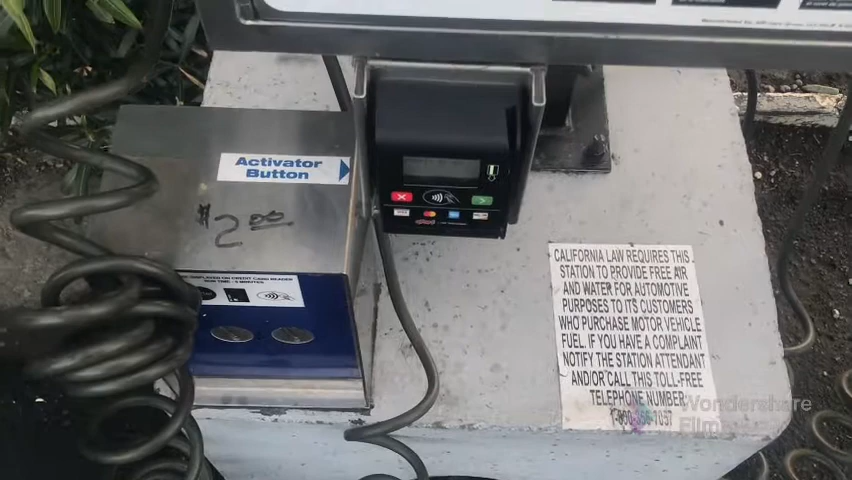 Activator
Button
$2.00
CALIFORNIA LAW REQUIRES THIS
STATION TO PROVIDE FREE AIR
AND WATER FOR AUTOMOTIVE
PURPOSES TO ITS CUSTOMERS
WHO PURCHASE MOTOR VEHICLE
FUEL. IF YOU HAVE A COMPLAINT
NOTIFY THE STATION ATTENDANT
AND/OR CALL THIS TOLL-FREE
TELEPHONE NUMBER:
Wondershare